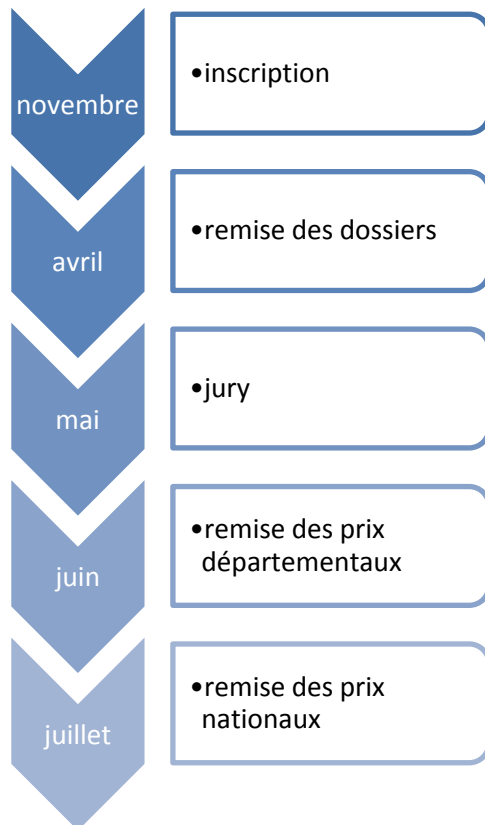 novembre
•inscription
avril
•remise des dossiers
mai
•jury
juin
•remise des prix
départementaux
juillet
•remise des prix
nationaux